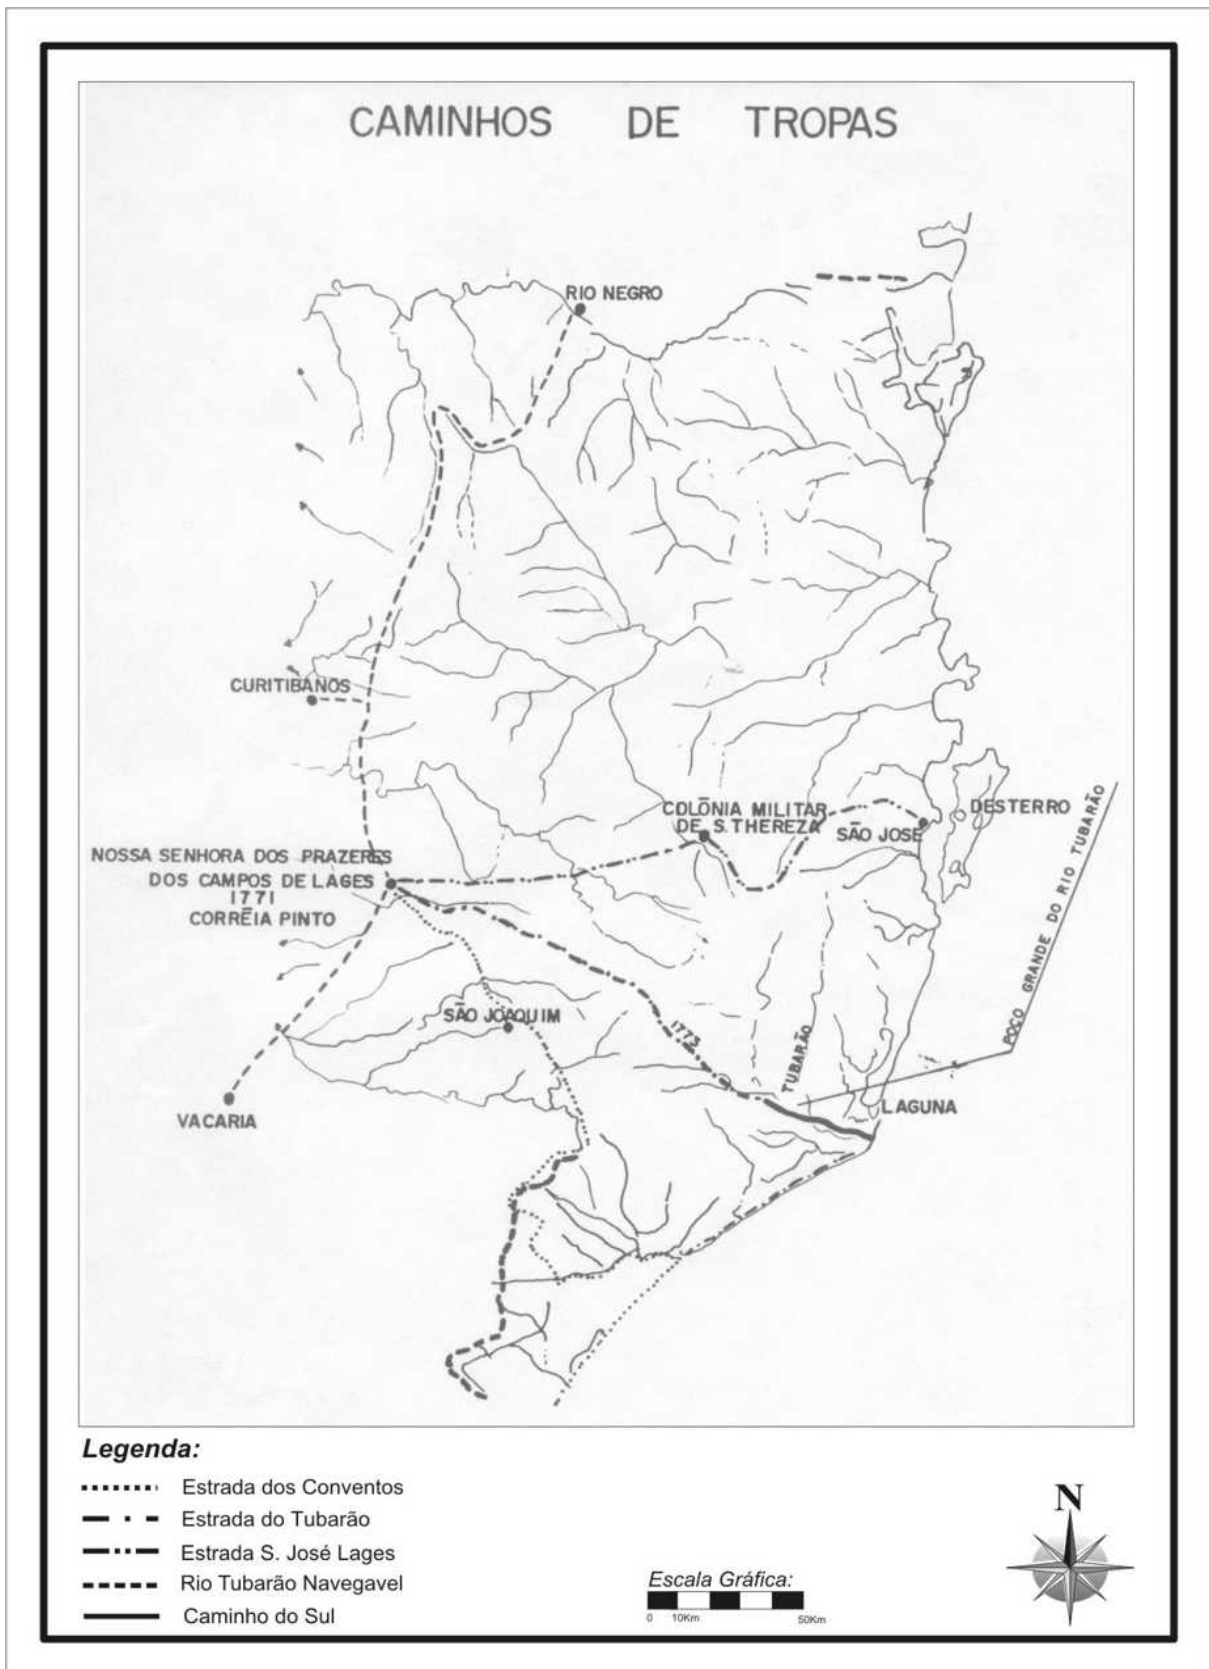 CAMINHOS DE TROPAS
RIO NEGRO
CURITIBANOS
COLŌNIA MILITAR
DE S. THEREZA
SÃO JOSÉ
DESTERRO
NOSSA SENHORA DOS PRAZERES
DOS CAMPOS DE LAGES
1771
CORRĒIA PINTO
POÇO GRANDE DO RIO TUBARÃO
SÃO JOAQUIM
1773
TUBARÃO
LAGUNA
VACARIA
Legenda:
Estrada dos Conventos
Estrada do Tubarão
Estrada S. José Lages
Rio Tubarão Navegavel
Caminho do Sul
Escala Gráfica:
0 10Km 50Km
N